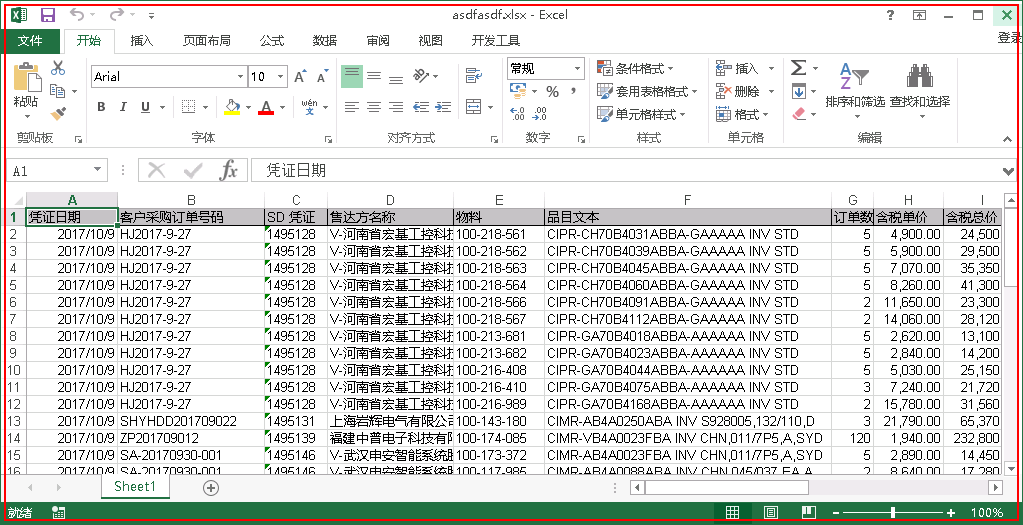 asdfasdf.xlsx - Excel
文件 开始 插入 页面布局 公式 数据 审阅 视图 开发工具 登录
Arial 10 常规 条件格式 插入
粘贴 套用表格格式 删除 排序和筛选 查找和选择
B I U A wén 单元格样式 格式
剪贴板 字体 对齐方式 数字 样式 单元格 编辑
A1 fx 凭证日期
A B C D E F G H I
1 凭证日期 客户采购订单号码 SD 凭证 售达方名称 物料 品目文本 订单数 含税单价 含税总价
2 2017/10/9 HJ2017-9-27 1495128 V-河南省宏基工控科技 100-218-561 CIPR-CH70B4031ABBA-GAAAAA INV STD 5 4,900.00 24,500
3 2017/10/9 HJ2017-9-27 1495128 V-河南省宏基工控科技 100-218-562 CIPR-CH70B4039ABBA-GAAAAA INV STD 5 5,900.00 29,500
4 2017/10/9 HJ2017-9-27 1495128 V-河南省宏基工控科技 100-218-563 CIPR-CH70B4045ABBA-GAAAAA INV STD 5 7,070.00 35,350
5 2017/10/9 HJ2017-9-27 1495128 V-河南省宏基工控科技 100-218-564 CIPR-CH70B4060ABBA-GAAAAA INV STD 5 8,260.00 41,300
6 2017/10/9 HJ2017-9-27 1495128 V-河南省宏基工控科技 100-218-566 CIPR-CH70B4091ABBA-GAAAAA INV STD 2 11,650.00 23,300
7 2017/10/9 HJ2017-9-27 1495128 V-河南省宏基工控科技 100-218-567 CIPR-CH70B4112ABBA-GAAAAA INV STD 2 14,060.00 28,120
8 2017/10/9 HJ2017-9-27 1495128 V-河南省宏基工控科技 100-213-681 CIPR-GA70B4018ABBA-AAAAAA INV STD 5 2,620.00 13,100
9 2017/10/9 HJ2017-9-27 1495128 V-河南省宏基工控科技 100-213-682 CIPR-GA70B4023ABBA-AAAAAA INV STD 5 2,840.00 14,200
10 2017/10/9 HJ2017-9-27 1495128 V-河南省宏基工控科技 100-216-408 CIPR-GA70B4044ABBA-AAAAAA INV STD 5 5,030.00 25,150
11 2017/10/9 HJ2017-9-27 1495128 V-河南省宏基工控科技 100-216-410 CIPR-GA70B4075ABBA-AAAAAA INV STD 3 7,240.00 21,720
12 2017/10/9 HJ2017-9-27 1495128 V-河南省宏基工控科技 100-216-989 CIPR-GA70B4168ABBA-AAAAAA INV STD 2 15,780.00 31,560
13 2017/10/9 SHYHDD201709022 1495131 上海岩辉电气有限公司 100-143-180 CIMR-AB4A0250ABA INV S928005,132/110,D 3 21,790.00 65,370
14 2017/10/9 ZP201709012 1495139 福建中普电子科技有限 100-174-085 CIMR-VB4A0023FBA INV CHN,011/7P5,A,SYD 120 1,940.00 232,800
15 2017/10/9 SA-20170930-001 1495146 V-武汉申安智能系统股 100-173-372 CIMR-AB4A0023FBA INV CHN,011/7P5,A,SYD 5 2,890.00 14,450
16 2017/10/9 SA-20170930-001 1495146 V-武汉申安智能系统股 100-117-985 CIMR-AB4A0088ABA INV CHN,045/037,EA,A 2 8,640.00 17,280
Sheet1
就绪 100%